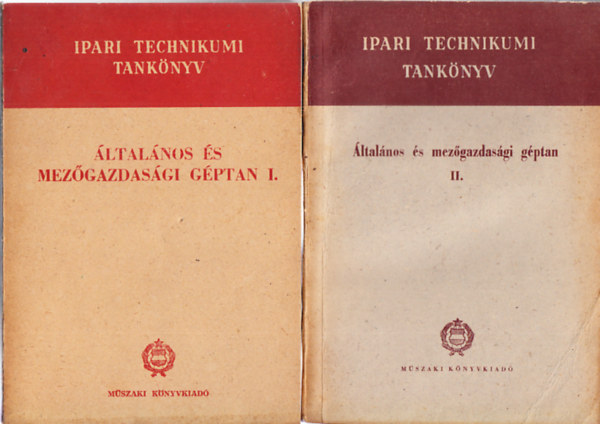 IPARI TECHNIKUMI
TANKÖNYV
ÁLTALÁNOS ÉS
MEZŐGAZDASÁGI GÉPTAN I.
MŰSZAKI KÖNYVKIADÓ
IPARI TECHNIKUMI
TANKÖNYV
Általános és mezőgazdasági géptan
II.
MŰSZAKI KÖNYVKIADÓ